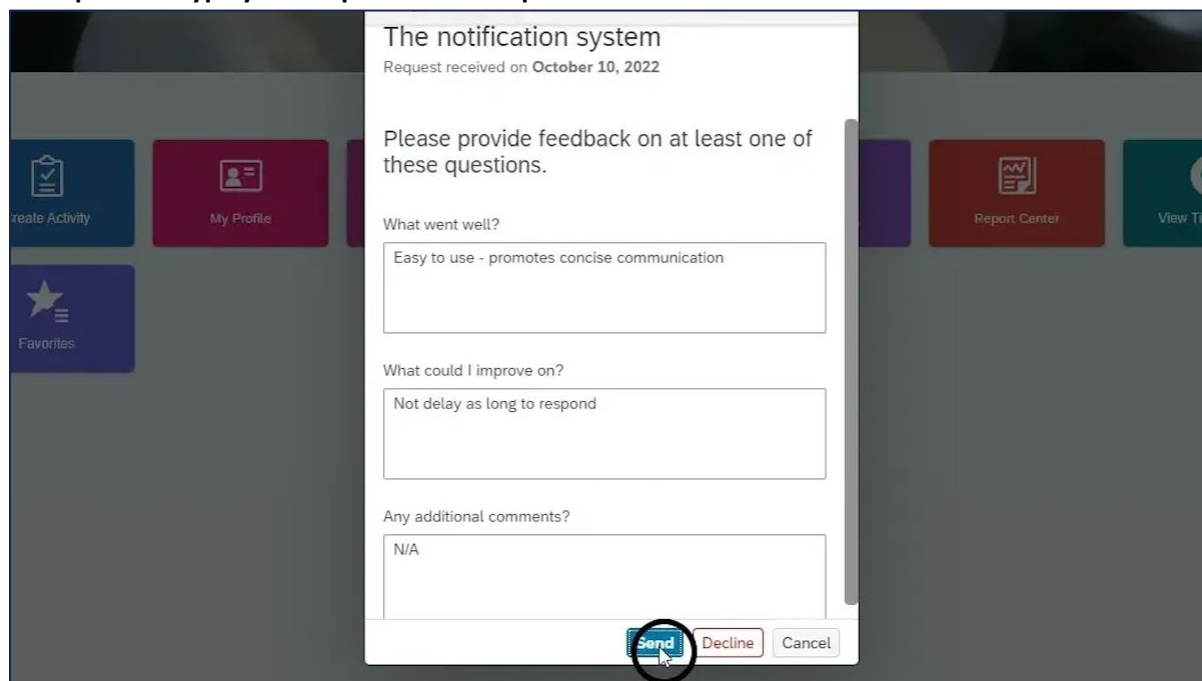 The notification system
Request received on October 10, 2022
Please provide feedback on at least one of
these questions.
What went well?
Easy to use - promotes concise communication
What could I improve on?
Not delay as long to respond
Any additional comments?
N/A
Send
Decline
Cancel
reate Activity
My Profile
Report Center
View Ti
Favorites